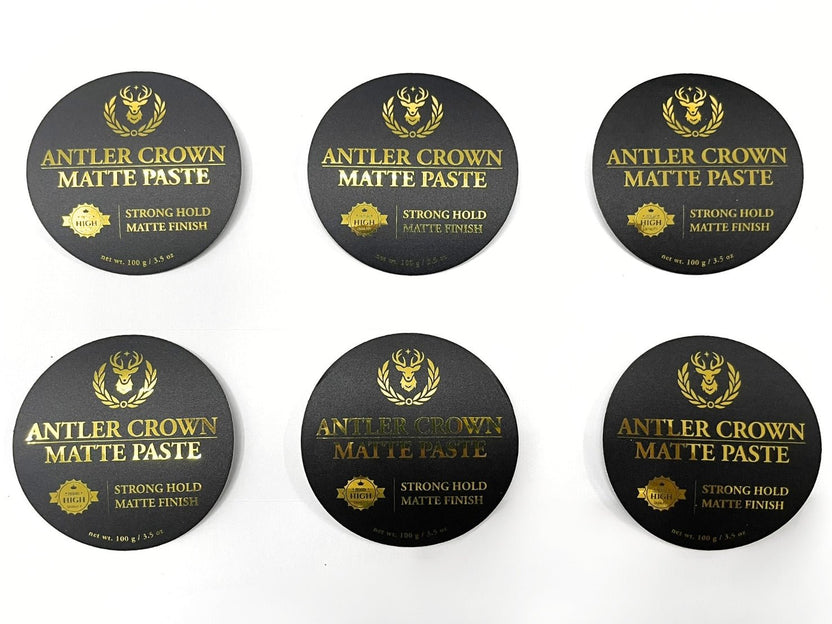 ANTLER CROWN
MATTE PASTE
HIGH
STRONG HOLD
MATTE FINISH
net wt. 100 g / 3.5 oz
ANTLER CROWN
MATTE PASTE
HIGH
STRONG HOLD
MATTE FINISH
net wt. 100 g / 3.5 oz
ANTLER CROWN
MATTE PASTE
HIGH
STRONG HOLD
MATTE FINISH
net wt. 100 g / 3.5 oz
ANTLER CROWN
MATTE PASTE
HIGH
STRONG HOLD
MATTE FINISH
net wt. 100 g / 3.5 oz
ANTLER CROWN
MATTE PASTE
HIGH
STRONG HOLD
MATTE FINISH
net wt. 100 g / 3.5 oz
ANTLER CROWN
MATTE PASTE
HIGH
STRONG HOLD
MATTE FINISH
net wt. 100 g / 3.5 oz